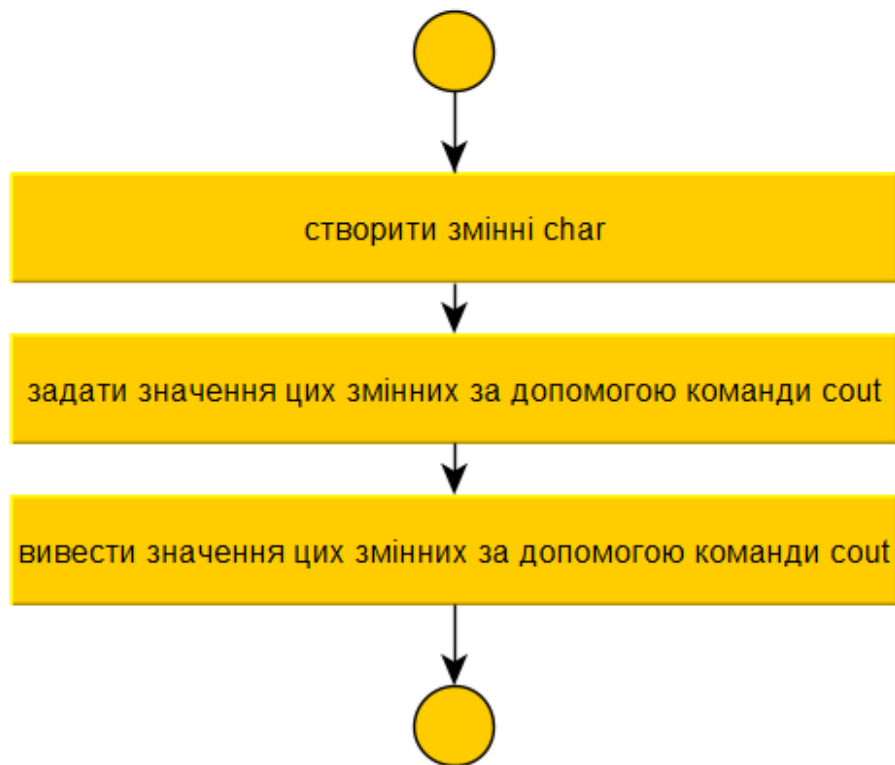 створити змінні char
задати значення цих змінних за допомогою команди cout
вивести значення цих змінних за допомогою команди cout